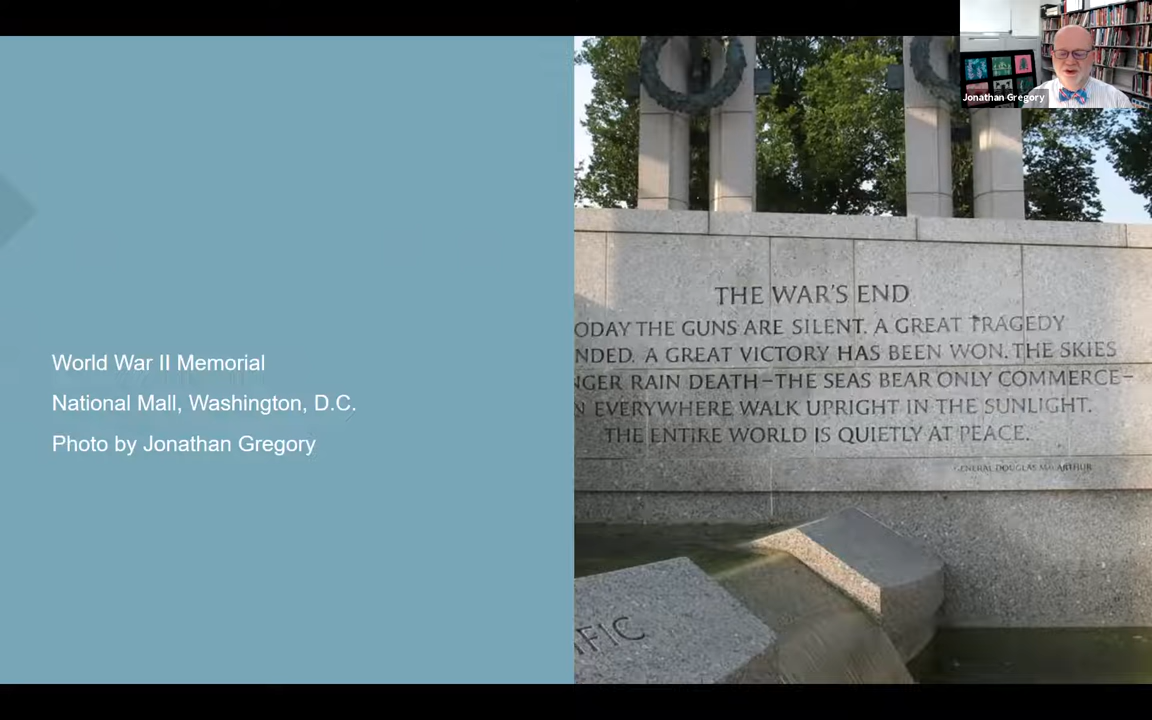 Jonathan Gregory
World War II Memorial
National Mall, Washington, D.C.
Photo by Jonathan Gregory
THE WAR'S END
ODAY THE GUNS ARE SILENT. A GREAT TRAGEDY
NDED. A GREAT VICTORY HAS BEEN WON. THE SKIES
NGER RAIN DEATH–THE SEAS BEAR ONLY COMMERCE–
N EVERYWHERE WALK UPRIGHT IN THE SUNLIGHT.
THE ENTIRE WORLD IS QUIETLY AT PEACE.
GENERAL DOUGLAS MACARTHUR
IFIC